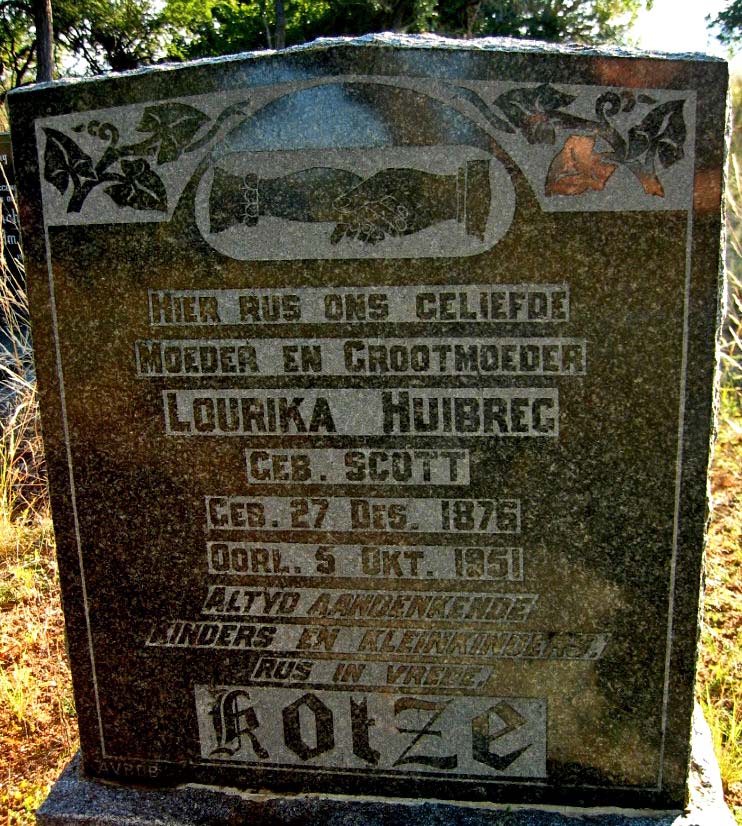 HIER RUS ONS GELIEFDE
MOEDER EN GROOTMOEDER
LOURIKA HUIBREG
GEB. SCOTT
GEB. 27 DES. 1876
OORL. 5 OKT. 1951
ALTYD AANDENKENDE
KINDERS EN KLEINKINDERS.
RUS IN VREDE.
Kotze